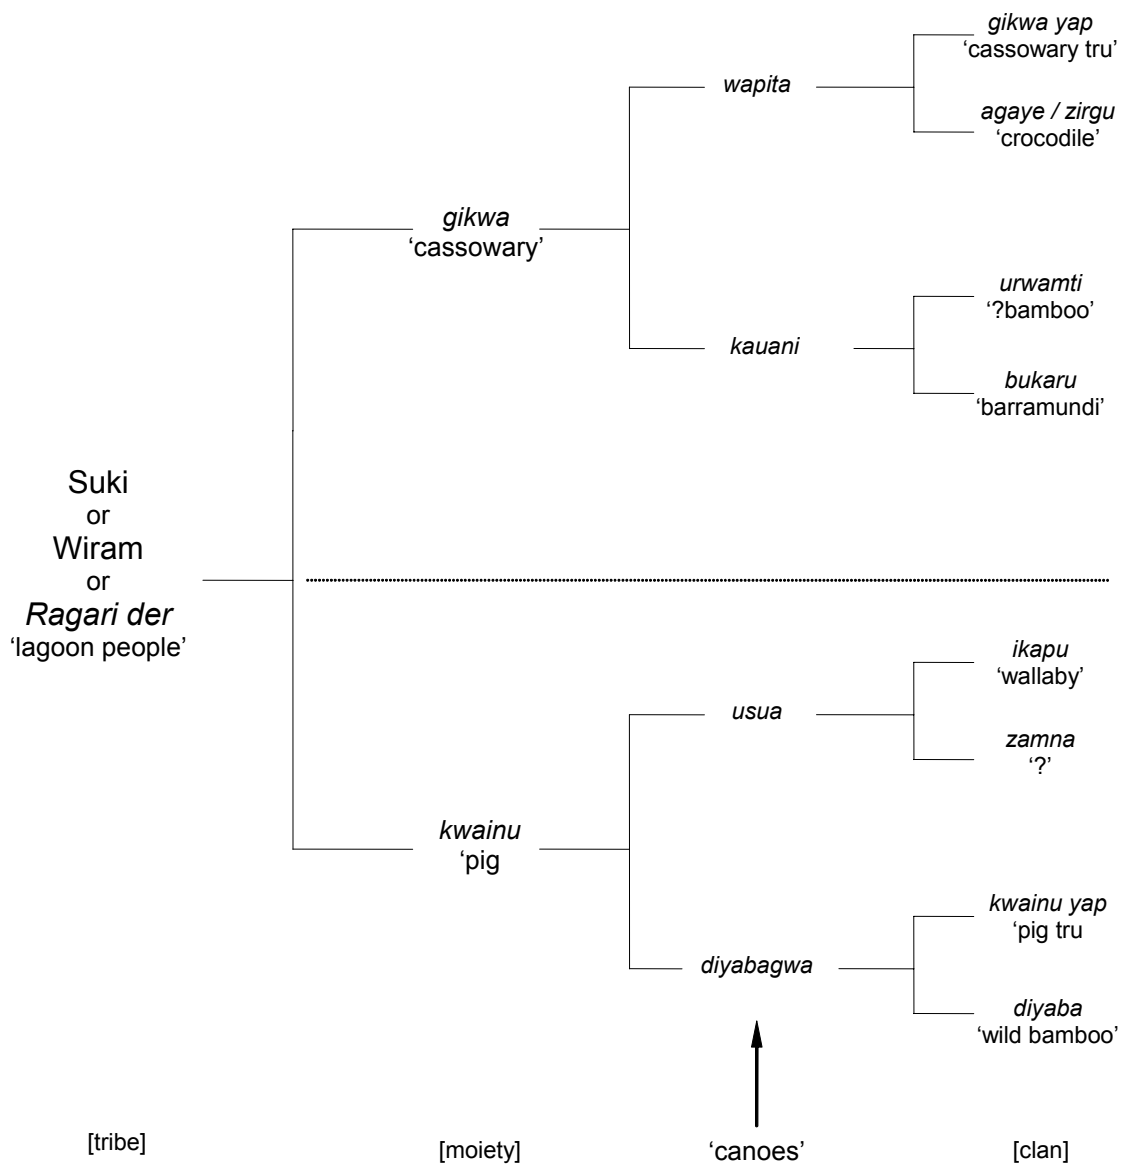 gikwa yap
‘cassowary tru’
wapita
agaye / zirgu
‘crocodile’
gikwa
‘cassowary’
urwamti
‘?bamboo’
kauani
bukaru
‘barramundi’
Suki
or
Wiram
or
Ragari der
‘lagoon people’
ikapu
‘wallaby’
usua
zamna
‘?’
kwainu
‘pig
kwainu yap
‘pig tru
diyabagwa
diyaba
‘wild bamboo’
[tribe]
[moiety]
‘canoes’
[clan]